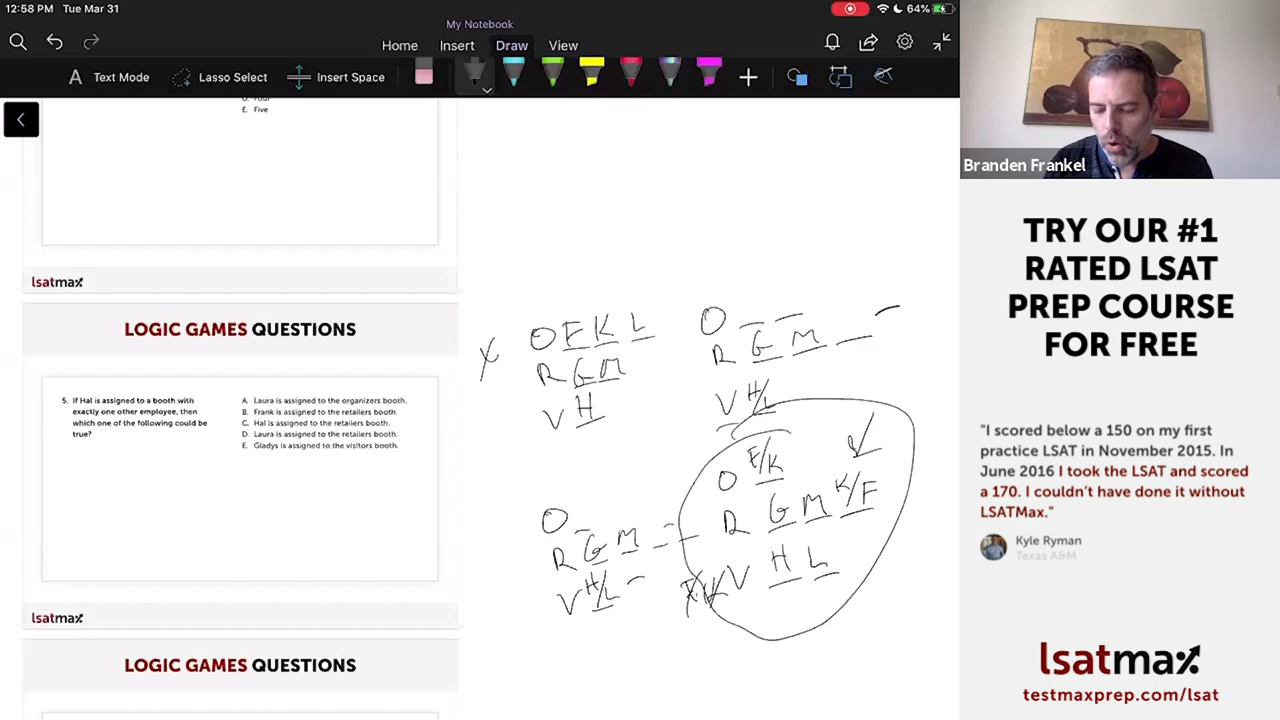 12:58 PM Tue Mar 31
64%
My Notebook
Home Insert Draw View
Text Mode Lasso Select Insert Space
D. Four
E. Five
lsatmax
LOGIC GAMES QUESTIONS
5. If Hal is assigned to a booth with exactly one other employee, then which one of the following could be true?
A. Laura is assigned to the organizers booth.
B. Frank is assigned to the retailers booth.
C. Hal is assigned to the retailers booth.
D. Laura is assigned to the retailers booth.
E. Gladys is assigned to the visitors booth.
lsatmax
LOGIC GAMES QUESTIONS
X O F K L
R G M
V H
O
R G M
V H/L
O
R G M
V H/L
O F/K
R G M K/F
V H L
Branden Frankel
TRY OUR #1
RATED LSAT
PREP COURSE
FOR FREE
"I scored below a 150 on my first
practice LSAT in November 2015. In
June 2016 I took the LSAT and scored
a 170. I couldn't have done it without
LSATMax."
Kyle Ryman
Texas A&M
lsatmax
testmaxprep.com/lsat